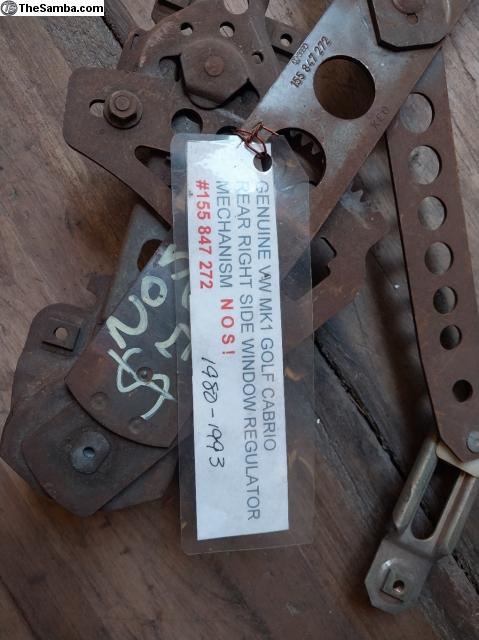 TheSamba.com
155 847 272
GENUINE VW MK1 GOLF CABRIO
REAR RIGHT SIDE WINDOW REGULATOR
MECHANISM NOS!
#155 847 272
1980-1993